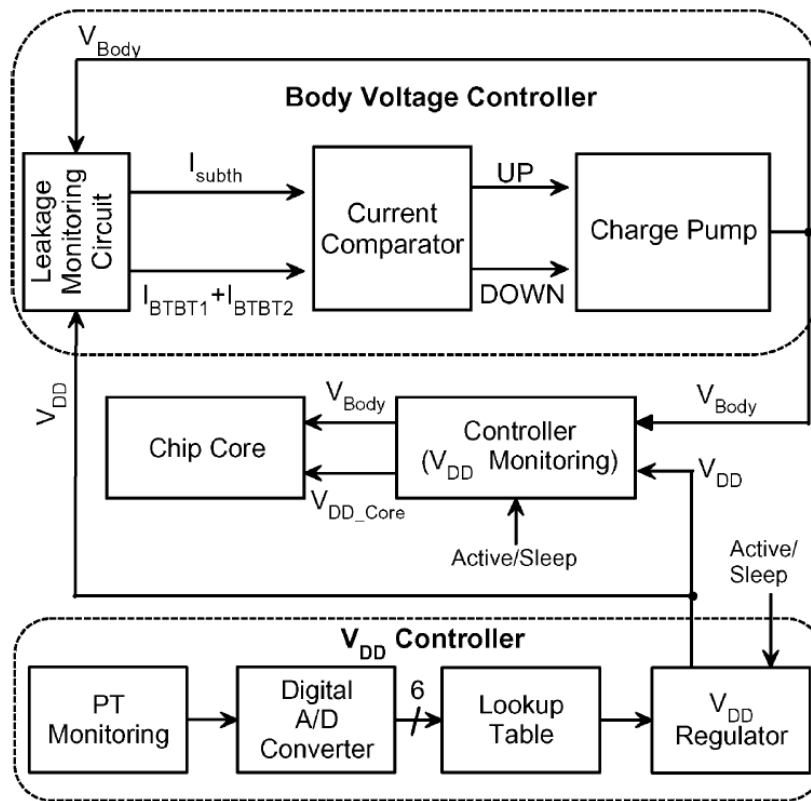 V_Body
Body Voltage Controller
Leakage
Monitoring
Circuit
I_subth
I_BTBT1+I_BTBT2
Current
Comparator
UP
DOWN
Charge Pump
V_DD
Chip Core
V_Body
V_DD_Core
Controller
(V_DD Monitoring)
V_Body
V_DD
Active/Sleep
Active/
Sleep
V_DD Controller
PT
Monitoring
Digital
A/D
Converter
6
Lookup
Table
V_DD
Regulator